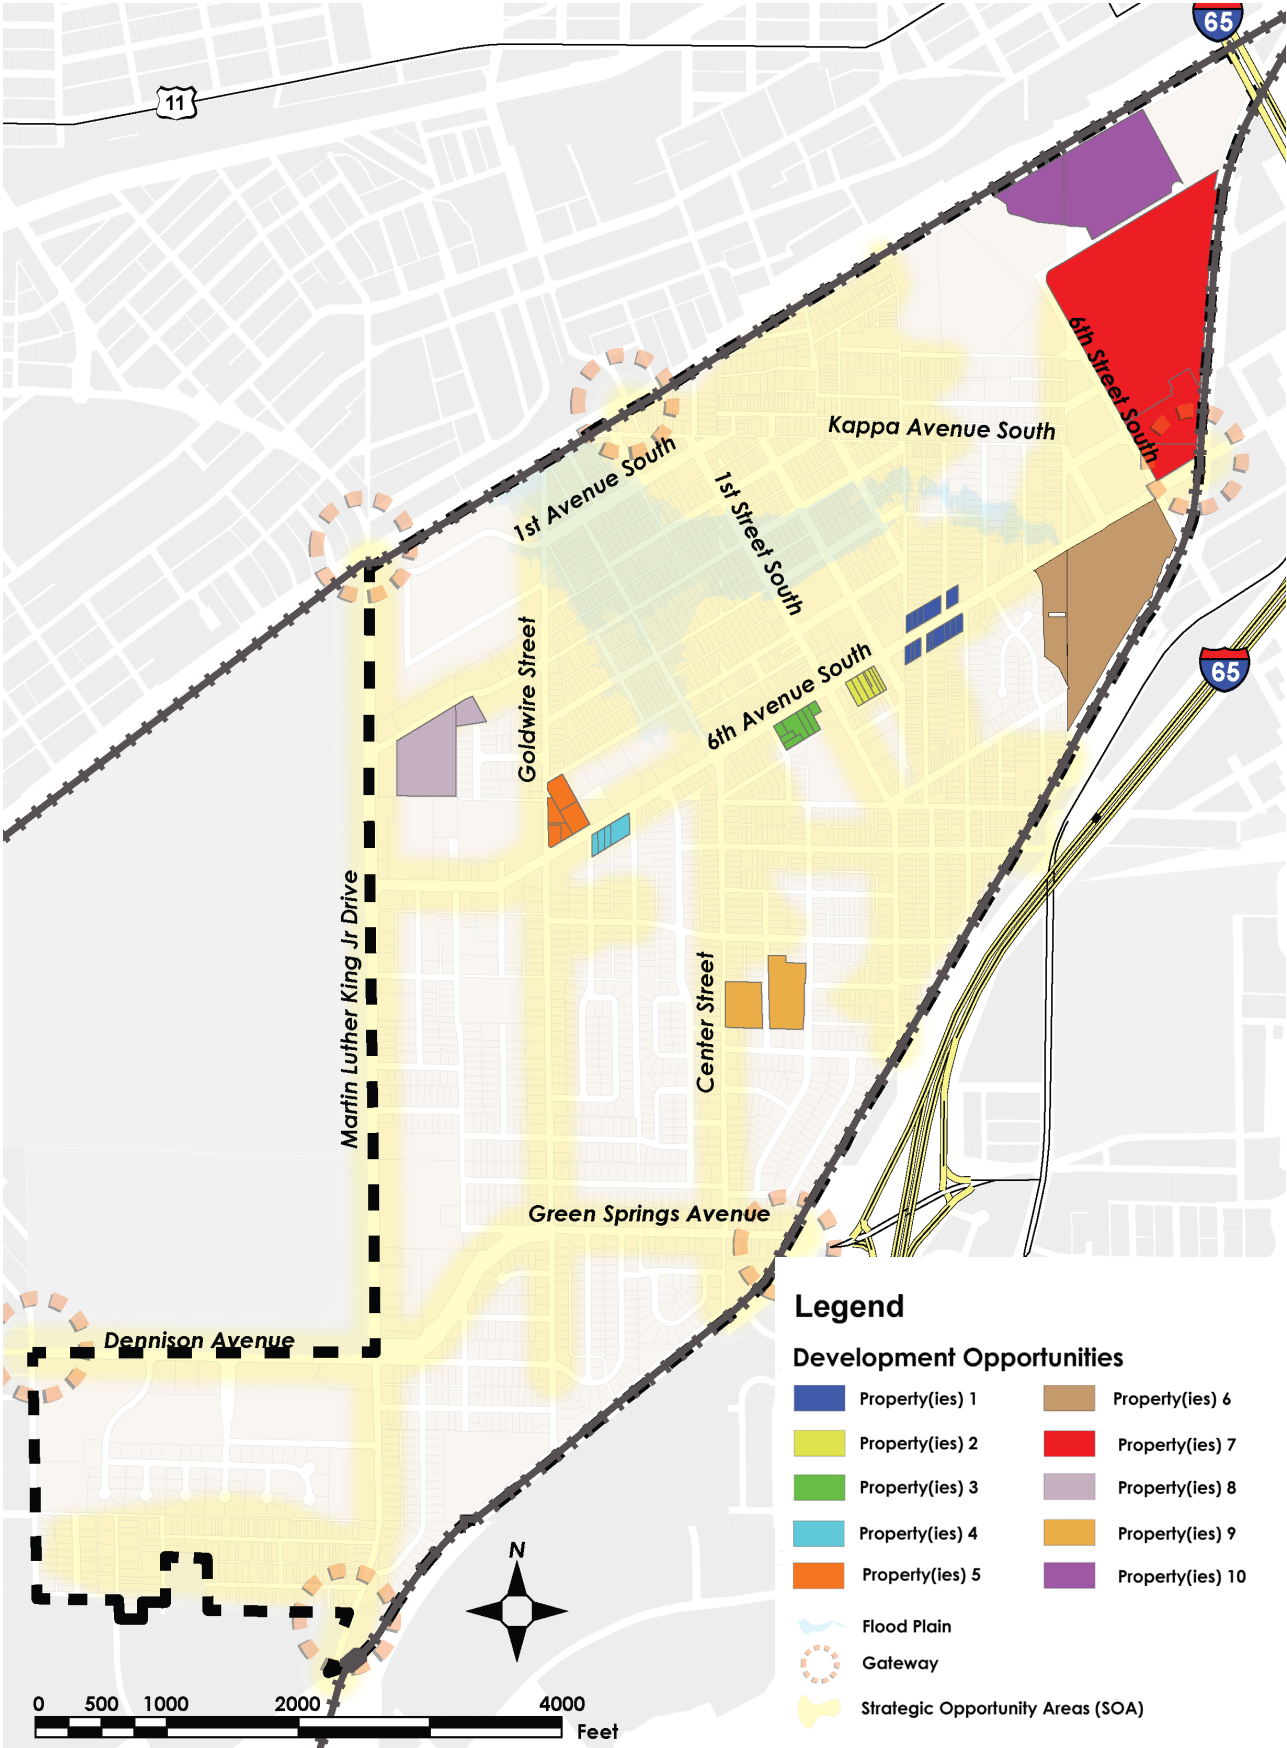 65
11
6th Street South
Kappa Avenue South
1st Avenue South
1st Street South
Goldwire Street
6th Avenue South
65
Martin Luther King Jr Drive
Center Street
Green Springs Avenue
Dennison Avenue
Legend
Development Opportunities
Property(ies) 1
Property(ies) 6
Property(ies) 2
Property(ies) 7
Property(ies) 3
Property(ies) 8
Property(ies) 4
Property(ies) 9
Property(ies) 5
Property(ies) 10
Flood Plain
Gateway
Strategic Opportunity Areas (SOA)
N
0 500 1000 2000 4000
Feet